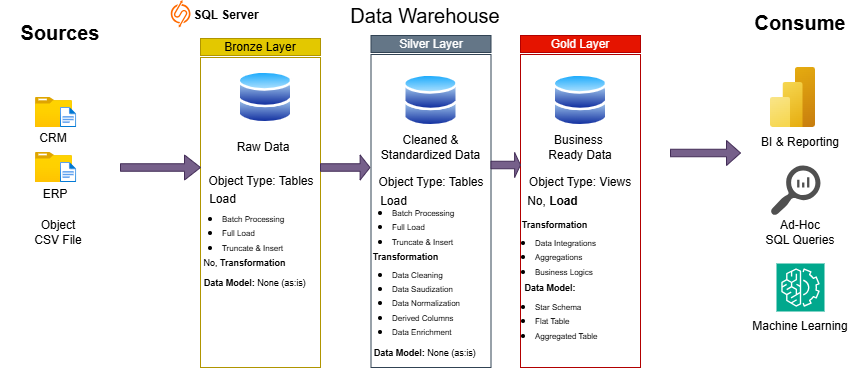 SQL Server
Data Warehouse
Sources
Consume
Bronze Layer
Silver Layer
Gold Layer
CRM
ERP
Object
CSV File
Raw Data
Object Type: Tables
Load
Batch Processing
Full Load
Truncate & Insert
No, Transformation
Data Model: None (as:is)
Cleaned &
Standardized Data
Object Type: Tables
Load
Batch Processing
Full Load
Truncate & Insert
Transformation
Data Cleaning
Data Saudization
Data Normalization
Derived Columns
Data Enrichment
Data Model: None (as:is)
Business
Ready Data
Object Type: Views
No, Load
Transformation
Data Integrations
Aggregations
Business Logics
Data Model:
Star Schema
Flat Table
Aggregated Table
BI & Reporting
Ad-Hoc
SQL Queries
Machine Learning